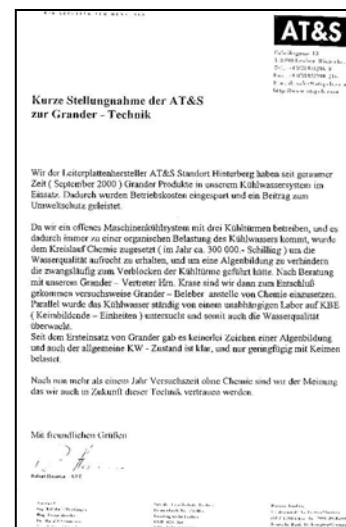 AT&S
Kurze Stellungnahme der AT&S
zur Grander - Technik
Wir der Leiterplattenhersteller AT&S Standort Hinterberg haben seit geraumer
Zeit ( September 2000 ) Grander Produkte in unserem Kühlwassersystem im
Einsatz. Dadurch wurden Betriebskosten eingespart und ein Beitrag zum
Umweltschutz geleistet.
Da wir ein offenes Maschinenkühlsystem mit drei Kühltürmen betreiben, und es
dadurch immer zu einer organischen Belastung des Kühlwassers kommt, wurde
dem Kreislauf Chemie zugesetzt ( im Jahr ca. 300 000.- Schilling ) um die
Wasserqualität aufrecht zu erhalten, und um eine Algenbildung zu verhindern
die zwangsläufig zum Verblocken der Kühltürme geführt hätte. Nach Beratung
mit unserem Grander - Vertreter Hrn. Krase sind wir dann zum Entschluß
gekommen versuchsweise Grander - Beleber anstelle von Chemie einzusetzen.
Parallel wurde das Kühlwasser ständig von einem unabhängigen Labor auf KBE
( Keimbildende - Einheiten ) untersucht und somit auch die Wasserqualität
überwacht.
Seit dem Ersteinsatz von Grander gab es keinerlei Zeichen einer Algenbildung
und auch der allgemeine KW - Zustand ist klar, und nur geringfügig mit Keimen
belastet.
Nach nun mehr als einem Jahr Versuchszeit ohne Chemie sind wir der Meinung
das wir auch in Zukunft dieser Technik vertrauen werden.
Mit freundlichen Grüßen